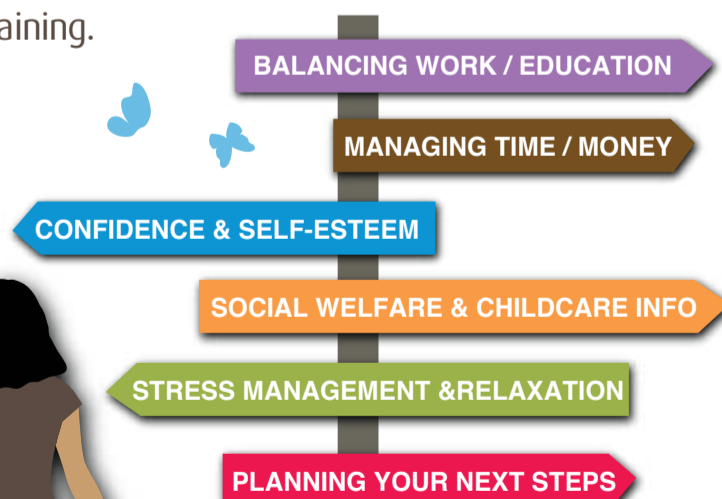 aining.
BALANCING WORK / EDUCATION
MANAGING TIME / MONEY
CONFIDENCE & SELF-ESTEEM
SOCIAL WELFARE & CHILDCARE INFO
STRESS MANAGEMENT &RELAXATION
PLANNING YOUR NEXT STEPS